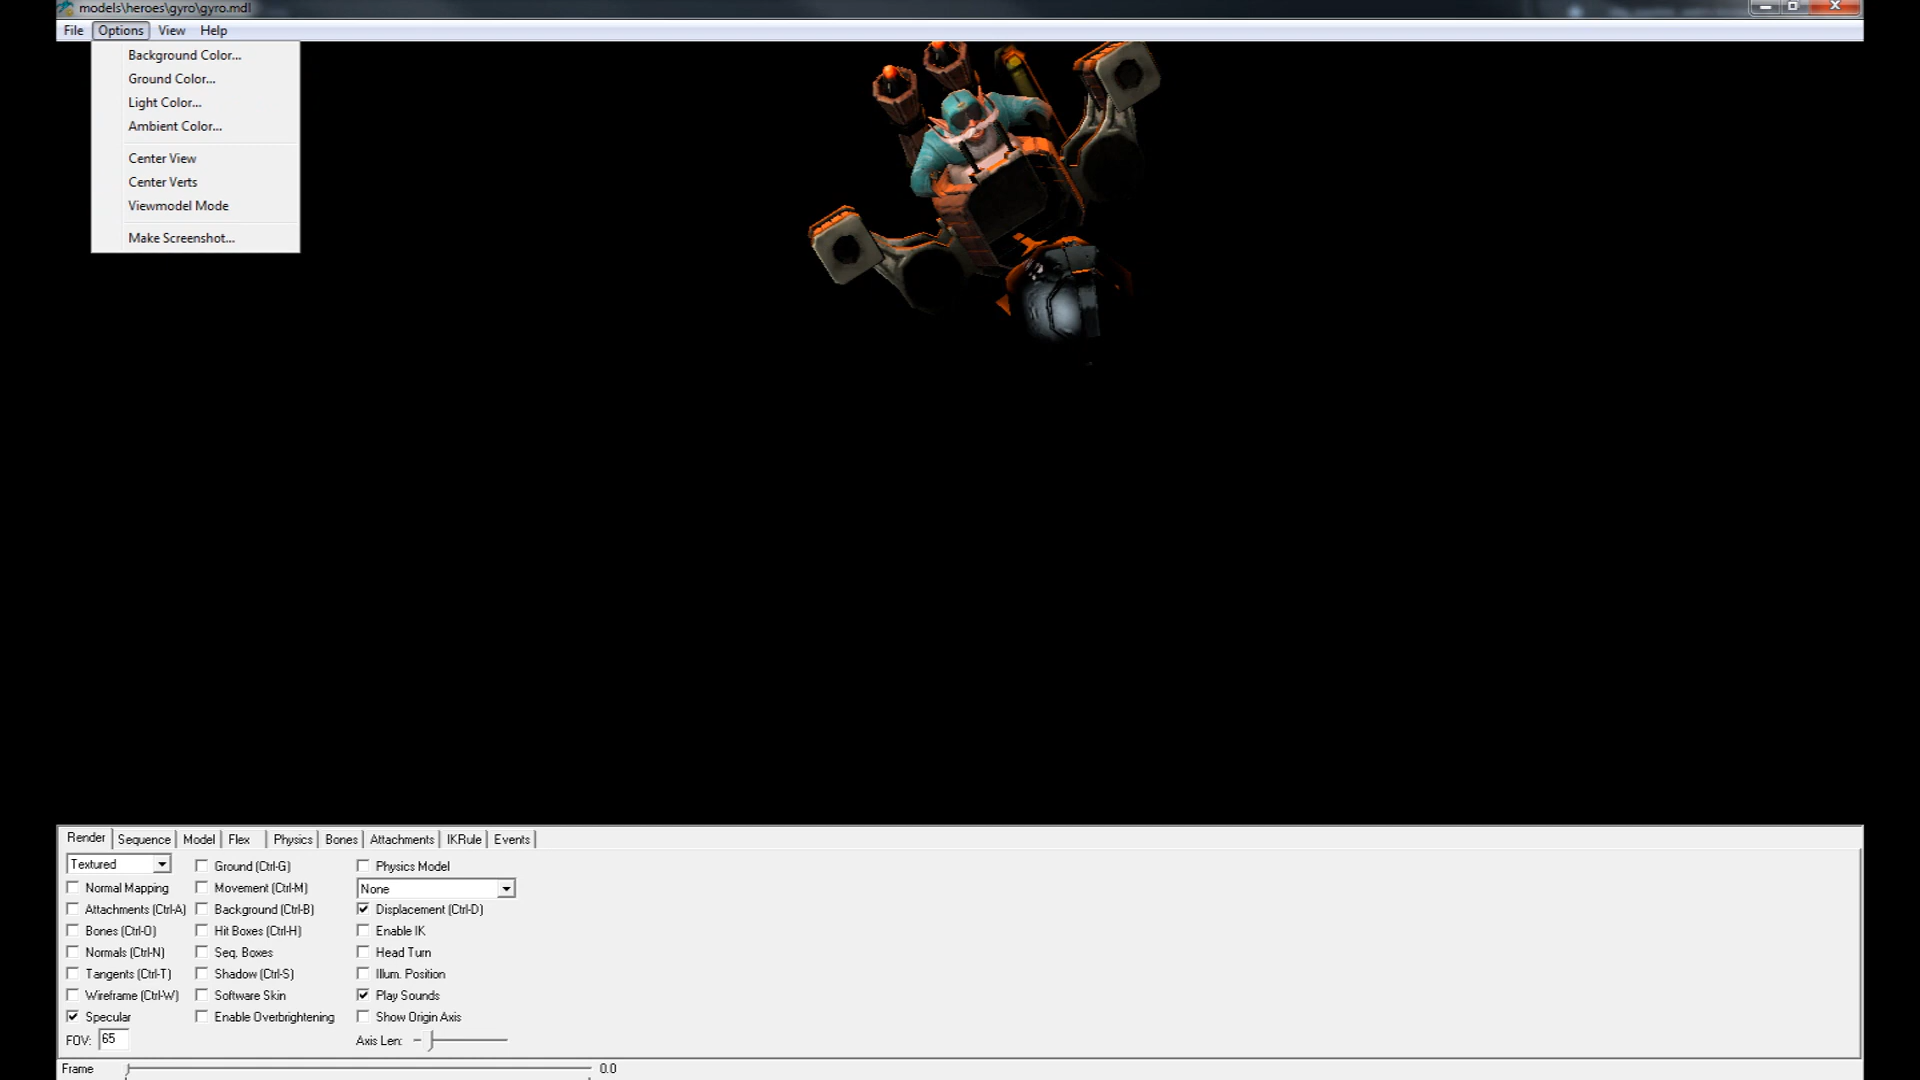 models\heroes\gyro\gyro.mdl
File Options View Help
Background Color...
Ground Color...
Light Color...
Ambient Color...
Center View
Center Verts
Viewmodel Mode
Make Screenshot...
Render Sequence Model Flex Physics Bones Attachments IKRule Events
Textured Ground (Ctrl-G) Physics Model
Normal Mapping Movement (Ctrl-M) None
Attachments (Ctrl-A) Background (Ctrl-B) Displacement (Ctrl-D)
Bones (Ctrl-O) Hit Boxes (Ctrl-H) Enable IK
Normals (Ctrl-N) Seq. Boxes Head Turn
Tangents (Ctrl-T) Shadow (Ctrl-S) Illum. Position
Wireframe (Ctrl-W) Software Skin Play Sounds
Specular Enable Overbrightening Show Origin Axis
FOV: 65 Axis Len:
Frame 0.0